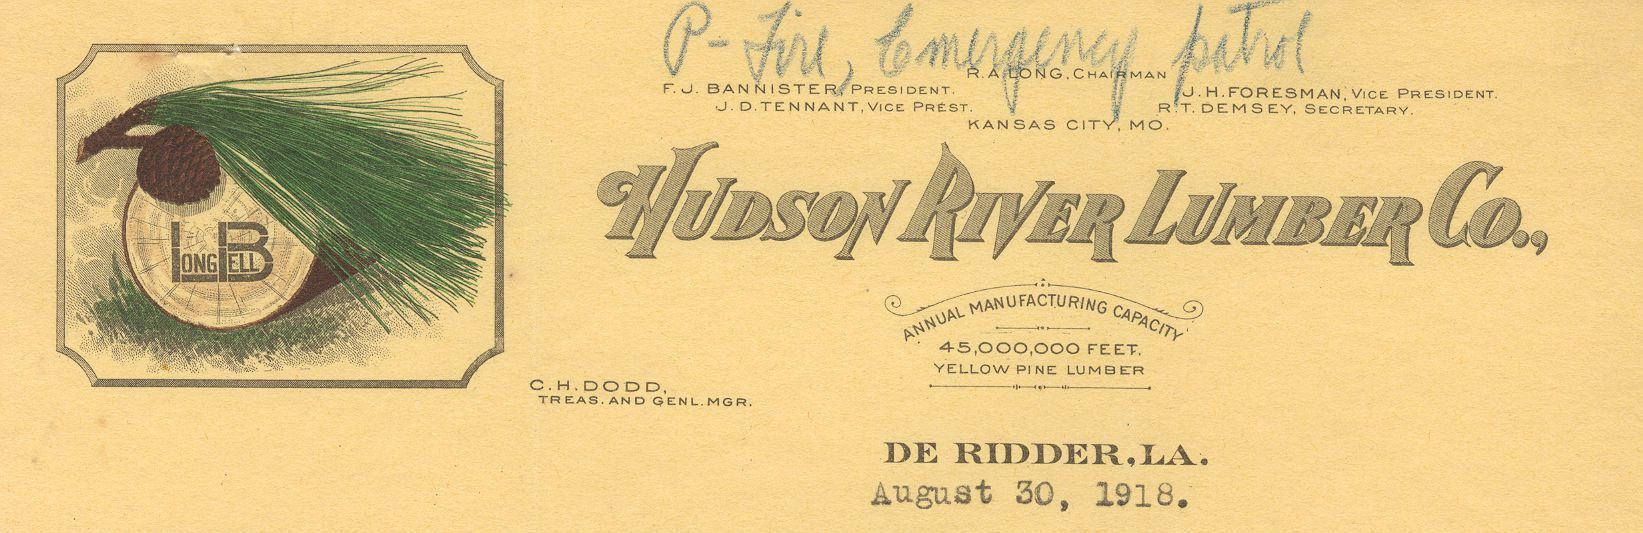 P- Fire, Emergency patrol
R.A. LONG, CHAIRMAN
F.J. BANNISTER, PRESIDENT.
J.H. FORESMAN, VICE PRESIDENT.
J.D. TENNANT, VICE PREST.
R.T. DEMSEY, SECRETARY.
KANSAS CITY, MO.
HUDSON RIVER LUMBER CO.,
LONG BELL
ANNUAL MANUFACTURING CAPACITY
45,000,000 FEET.
YELLOW PINE LUMBER
C.H. DODD,
TREAS. AND GENL. MGR.
DE RIDDER, LA.
August 30, 1918.